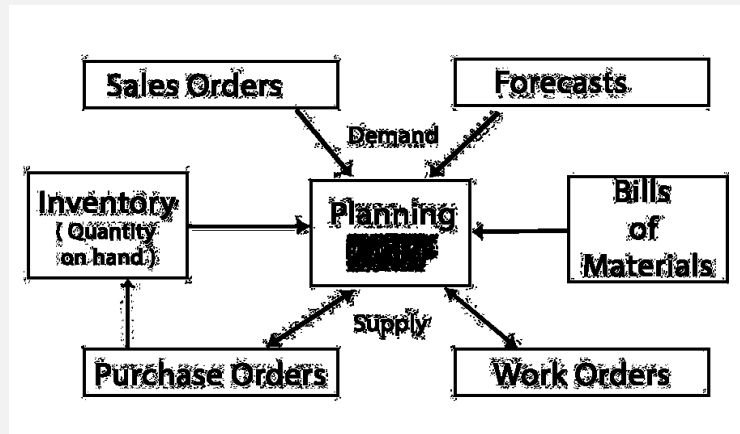 Sales Orders
Forecasts
Demand
Inventory
( Quantity
on hand )
Planning
Bills
of
Materials
Supply
Purchase Orders
Work Orders